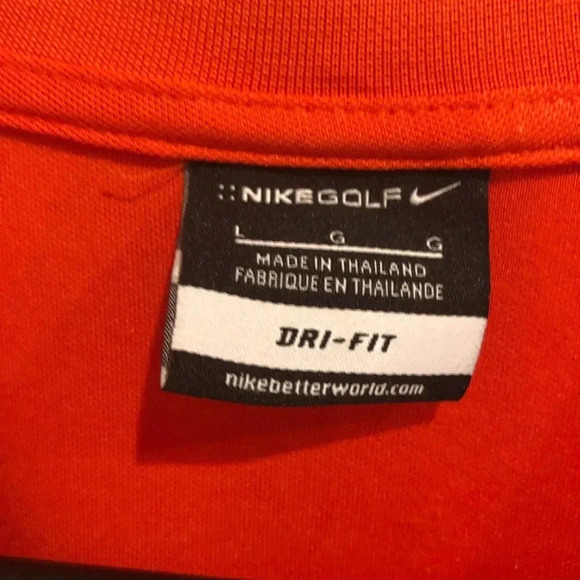 NIKEGOLF
L G G
MADE IN THAILAND
FABRIQUE EN THAILANDE
DRI-FIT
nikebetterworld.com